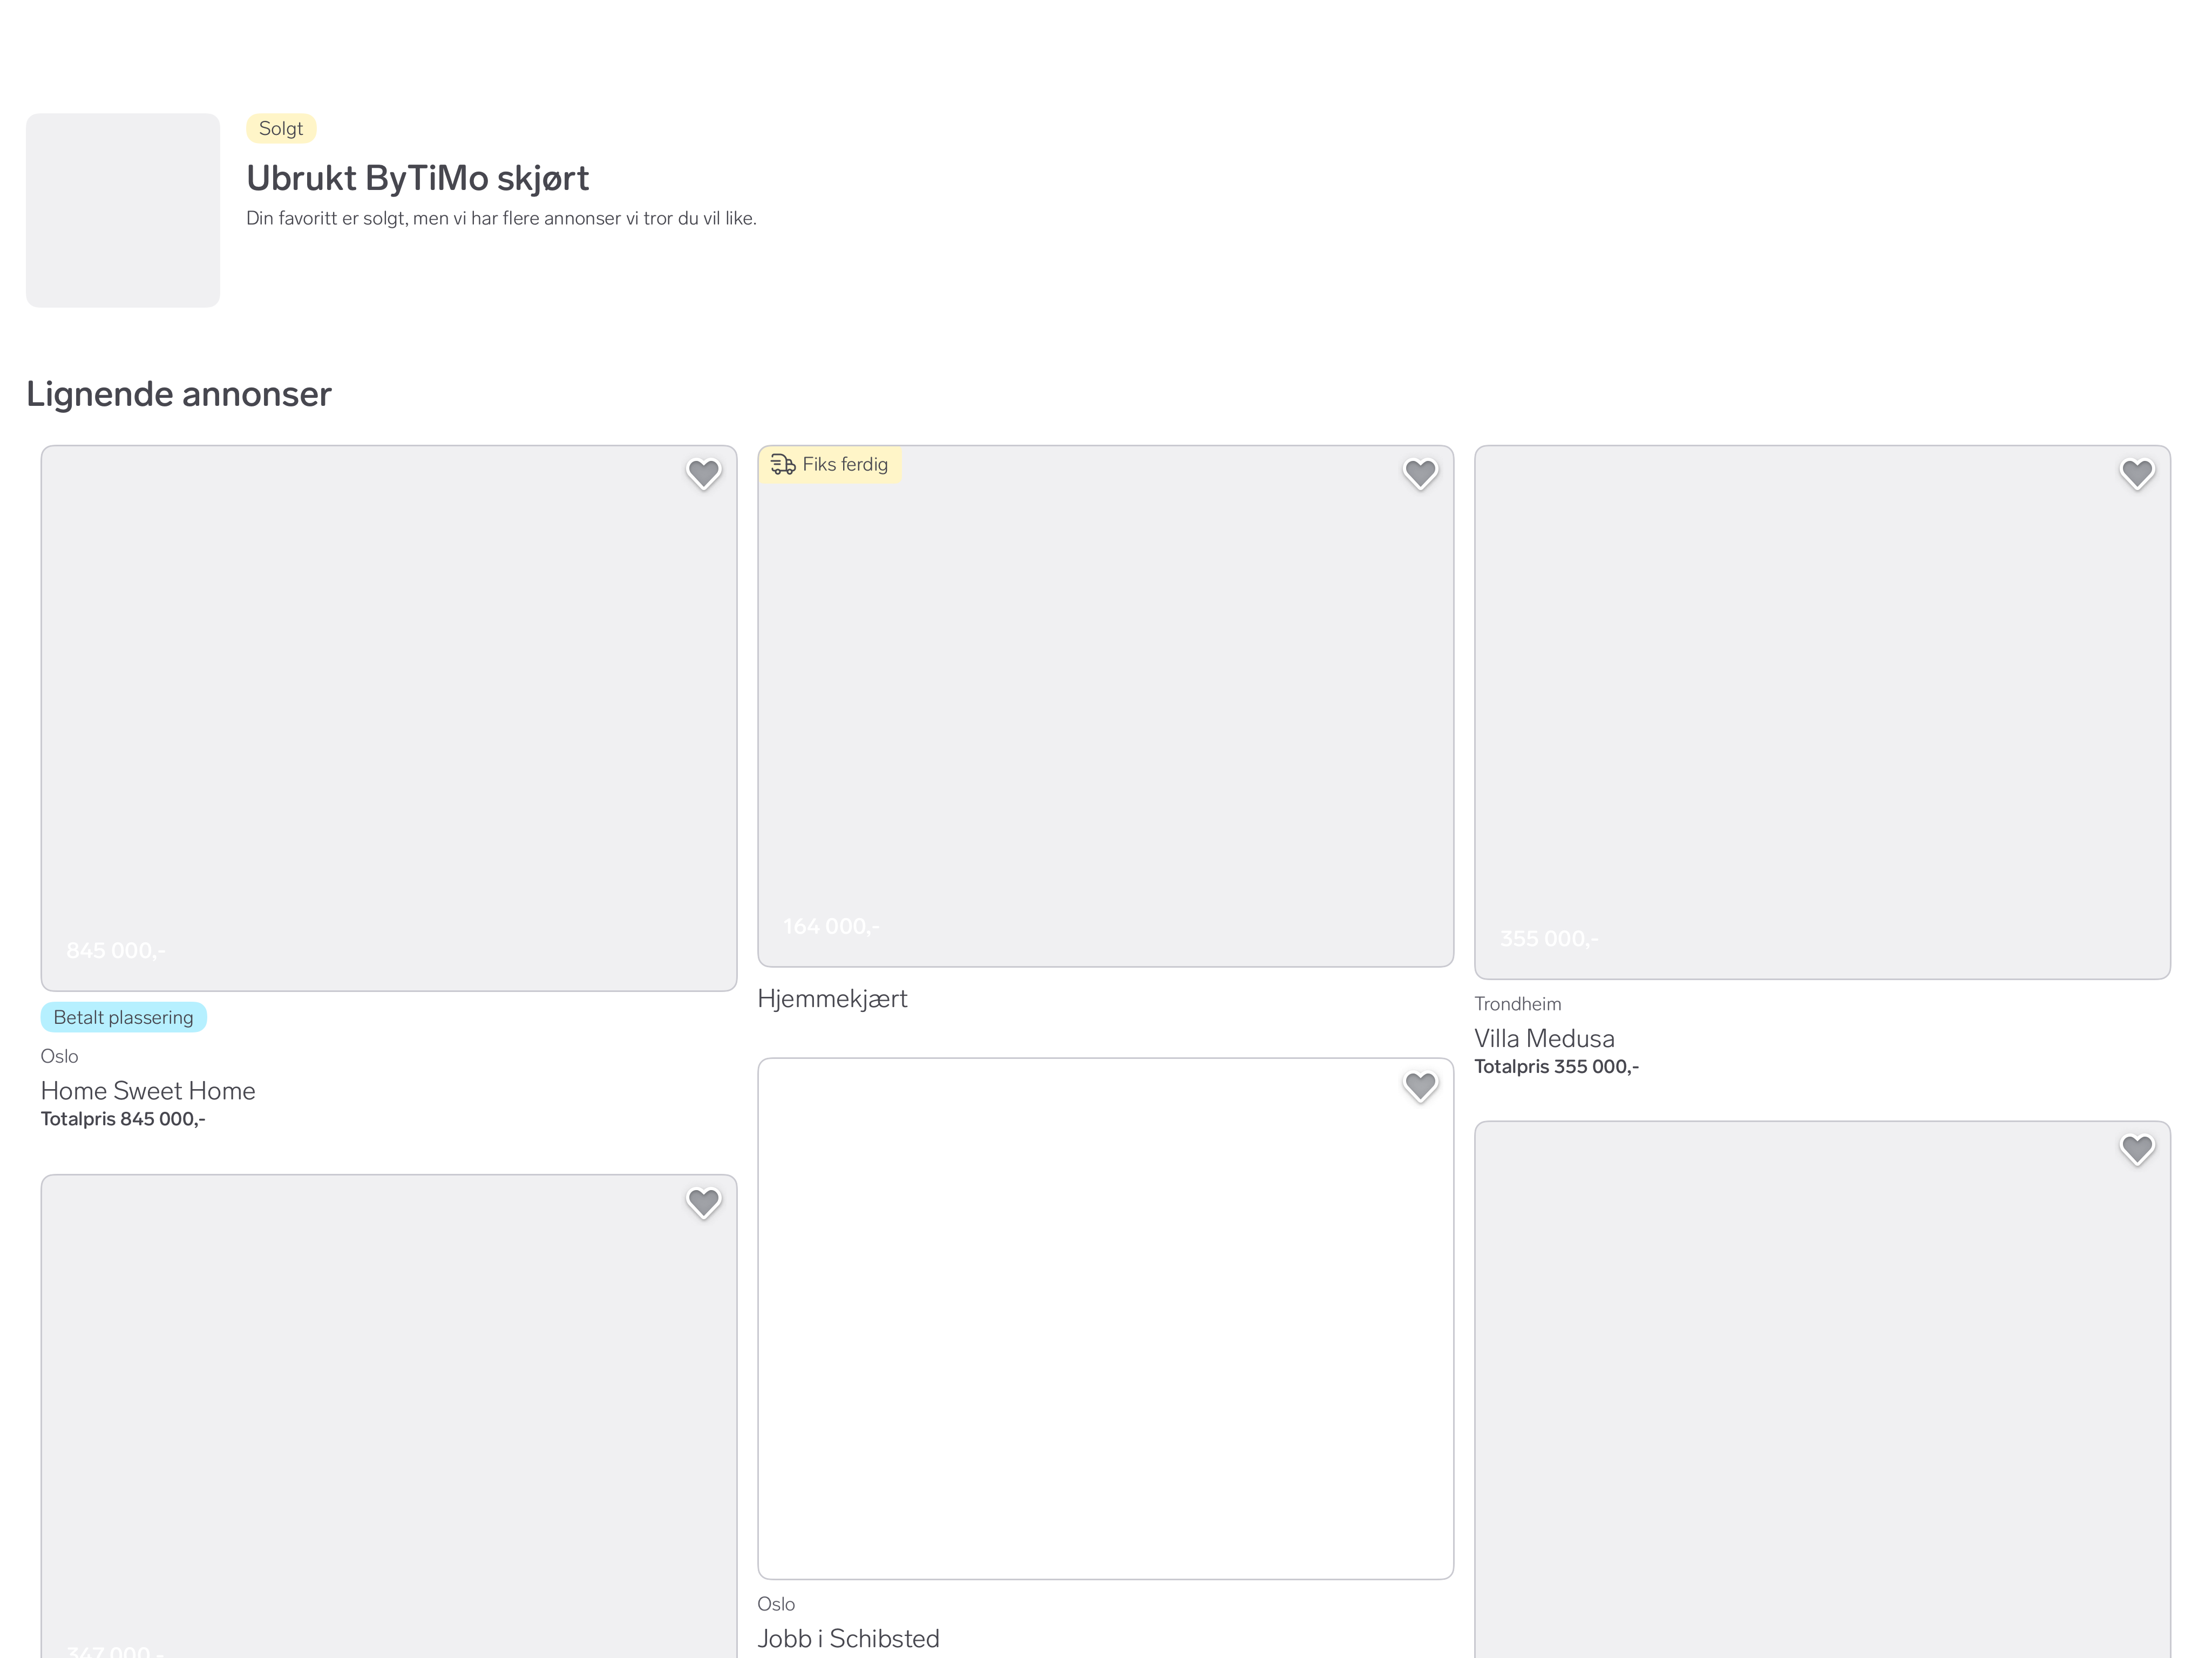 Solgt
Ubrukt ByTiMo skjørt
Din favoritt er solgt, men vi har flere annonser vi tror du vil like.
Lignende annonser
845 000,-
Betalt plassering
Oslo
Home Sweet Home
Totalpris 845 000,-
347 000,-
Fiks ferdig
164 000,-
Hjemmekjært
Oslo
Jobb i Schibsted
355 000,-
Trondheim
Villa Medusa
Totalpris 355 000,-